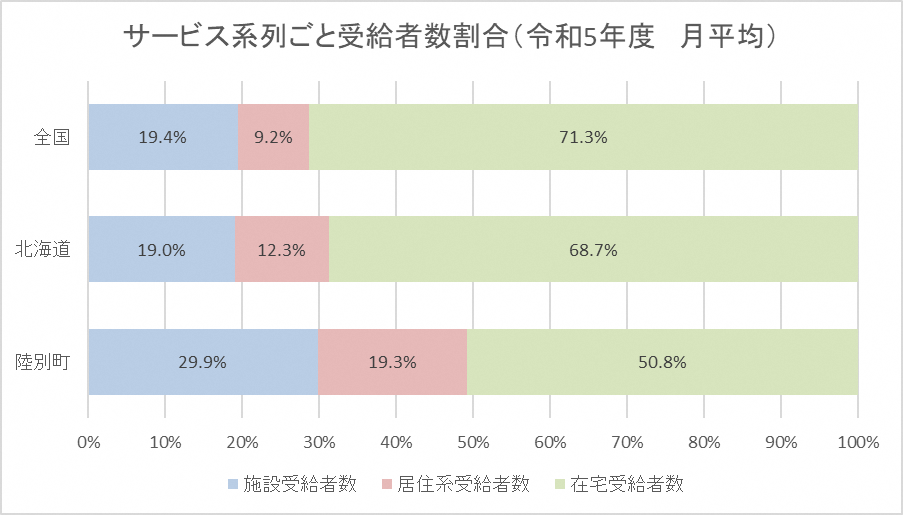 サービス系列ごと受給者数割合（令和5年度　月平均）
全国 19.4% 9.2% 71.3%
北海道 19.0% 12.3% 68.7%
陸別町 29.9% 19.3% 50.8%
0% 10% 20% 30% 40% 50% 60% 70% 80% 90% 100%
施設受給者数 居住系受給者数 在宅受給者数